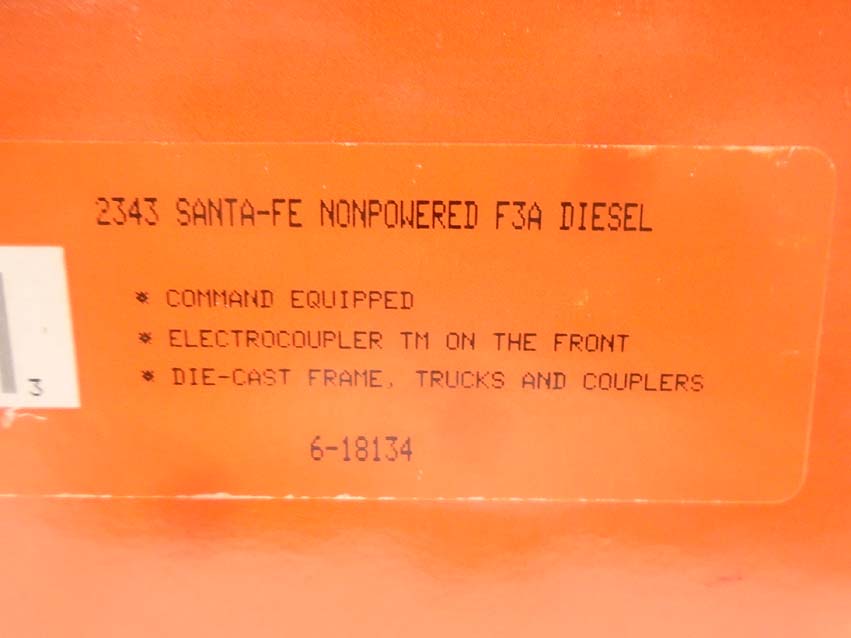 2343 SANTA-FE NONPOWERED F3A DIESEL
* COMMAND EQUIPPED
* ELECTROCOUPLER TM ON THE FRONT
* DIE-CAST FRAME, TRUCKS AND COUPLERS
3
6-18134